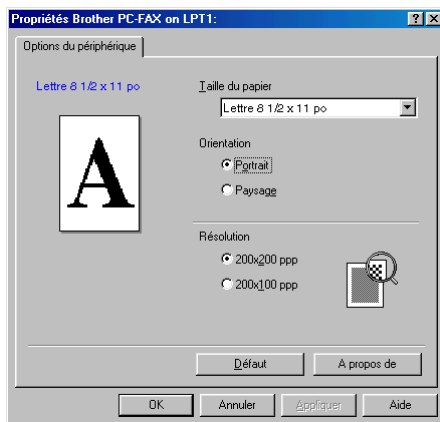 Propriétés Brother PC-FAX on LPT1:
Options du périphérique
Lettre 8 1/2 x 11 po
A
Taille du papier
Lettre 8 1/2 x 11 po
Orientation
Portrait
Paysage
Résolution
200x200 ppp
200x100 ppp
Défaut
A propos de
OK
Annuler
Appliquer
Aide